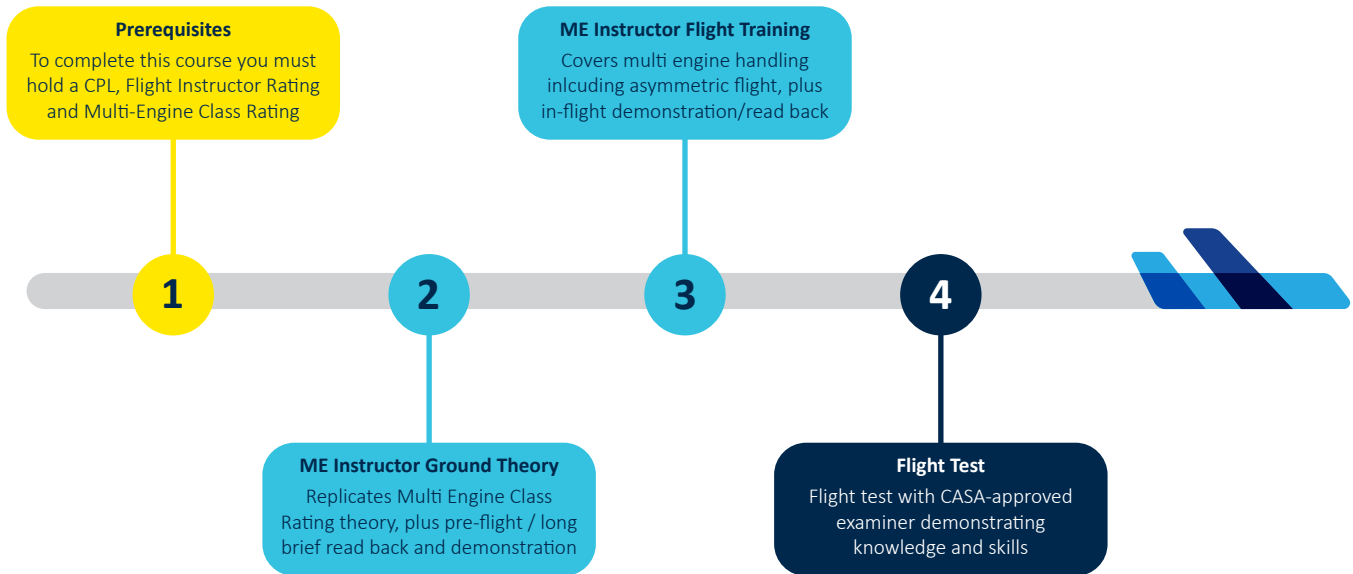 Prerequisites
To complete this course you must
hold a CPL, Flight Instructor Rating
and Multi-Engine Class Rating
ME Instructor Flight Training
Covers multi engine handling
inlcuding asymmetric flight, plus
in-flight demonstration/read back
1
2
3
4
ME Instructor Ground Theory
Replicates Multi Engine Class
Rating theory, plus pre-flight / long
brief read back and demonstration
Flight Test
Flight test with CASA-approved
examiner demonstrating
knowledge and skills